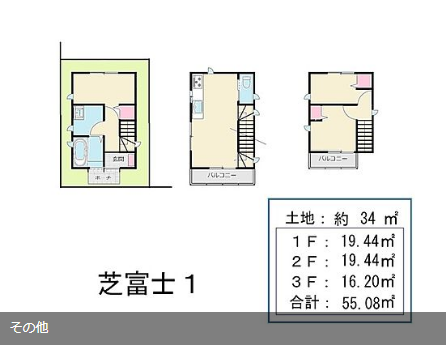 玄関
ポーチ
バルコニー
バルコニー
土地： 約 34 ㎡
１Ｆ： 19.44㎡
２Ｆ： 19.44㎡
３Ｆ： 16.20㎡
合計： 55.08㎡
芝富士１
その他